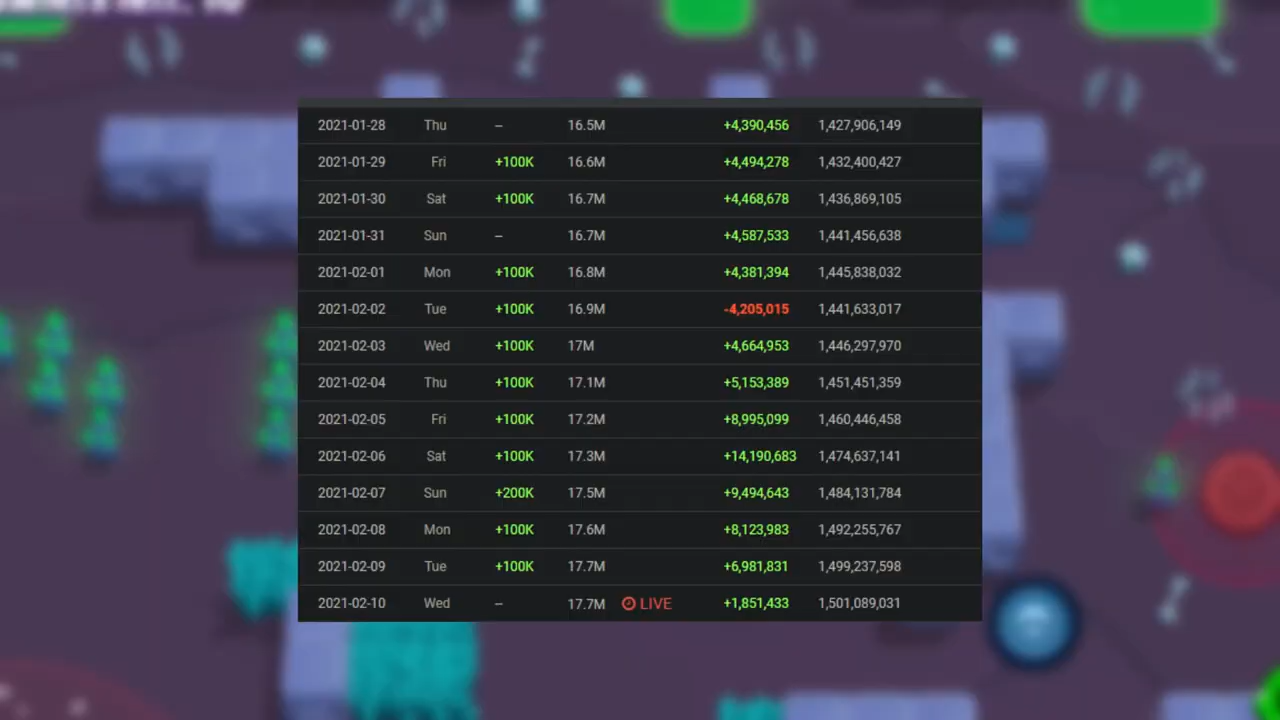 2021-01-28 Thu – 16.5M +4,390,456 1,427,906,149
2021-01-29 Fri +100K 16.6M +4,494,278 1,432,400,427
2021-01-30 Sat +100K 16.7M +4,468,678 1,436,869,105
2021-01-31 Sun – 16.7M +4,587,533 1,441,456,638
2021-02-01 Mon +100K 16.8M +4,381,394 1,445,838,032
2021-02-02 Tue +100K 16.9M -4,205,015 1,441,633,017
2021-02-03 Wed +100K 17M +4,664,953 1,446,297,970
2021-02-04 Thu +100K 17.1M +5,153,389 1,451,451,359
2021-02-05 Fri +100K 17.2M +8,995,099 1,460,446,458
2021-02-06 Sat +100K 17.3M +14,190,683 1,474,637,141
2021-02-07 Sun +200K 17.5M +9,494,643 1,484,131,784
2021-02-08 Mon +100K 17.6M +8,123,983 1,492,255,767
2021-02-09 Tue +100K 17.7M +6,981,831 1,499,237,598
2021-02-10 Wed – 17.7M LIVE +1,851,433 1,501,089,031